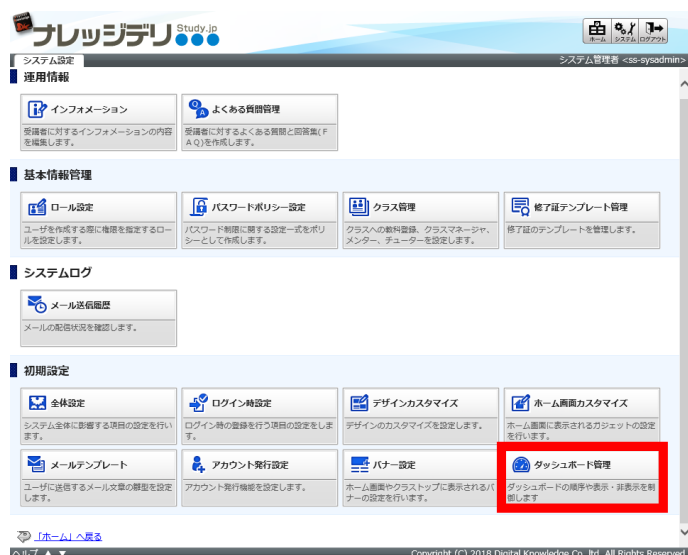 ナレッジデリ Study.jp
ホーム システム ログアウト
システム設定 システム管理者 <ss-sysadmin>
運用情報
インフォメーション よくある質問管理
受講者に対するインフォメーションの内容 受講者に対するよくある質問と回答集(F
を編集します。 AQ)を作成します。
基本情報管理
ロール設定 パスワードポリシー設定 クラス管理 修了証テンプレート管理
ユーザを作成する際に権限を指定するロー パスワード制限に関する設定一式をポリ クラスへの教科登録、クラスマネージャ、 修了証のテンプレートを管理します。
ルを設定します。 シーとして作成します。 メンター、チューターを設定します。
システムログ
メール送信履歴
メールの配信状況を確認します。
初期設定
全体設定 ログイン時設定 デザインカスタマイズ ホーム画面カスタマイズ
システム全体に影響する項目の設定を行い ログイン時の登録を行う項目の設定をしま デザインのカスタマイズを設定します。 ホーム画面に表示されるガジェットの設定
ます。 す。 を行います。
メールテンプレート アカウント発行設定 バナー設定 ダッシュボード管理
ユーザに送信するメール文章の雛型を設定 アカウント発行機能を設定します。 ホーム画面やクラストップに表示されるバ ダッシュボードの順序や表示・非表示を制
します。 ナーの設定を行います。 御します
「ホーム」へ戻る
ヘルプ ▲ ▼ Copyright (C) 2018 Digital Knowledge Co.,ltd. All Rights Reserved